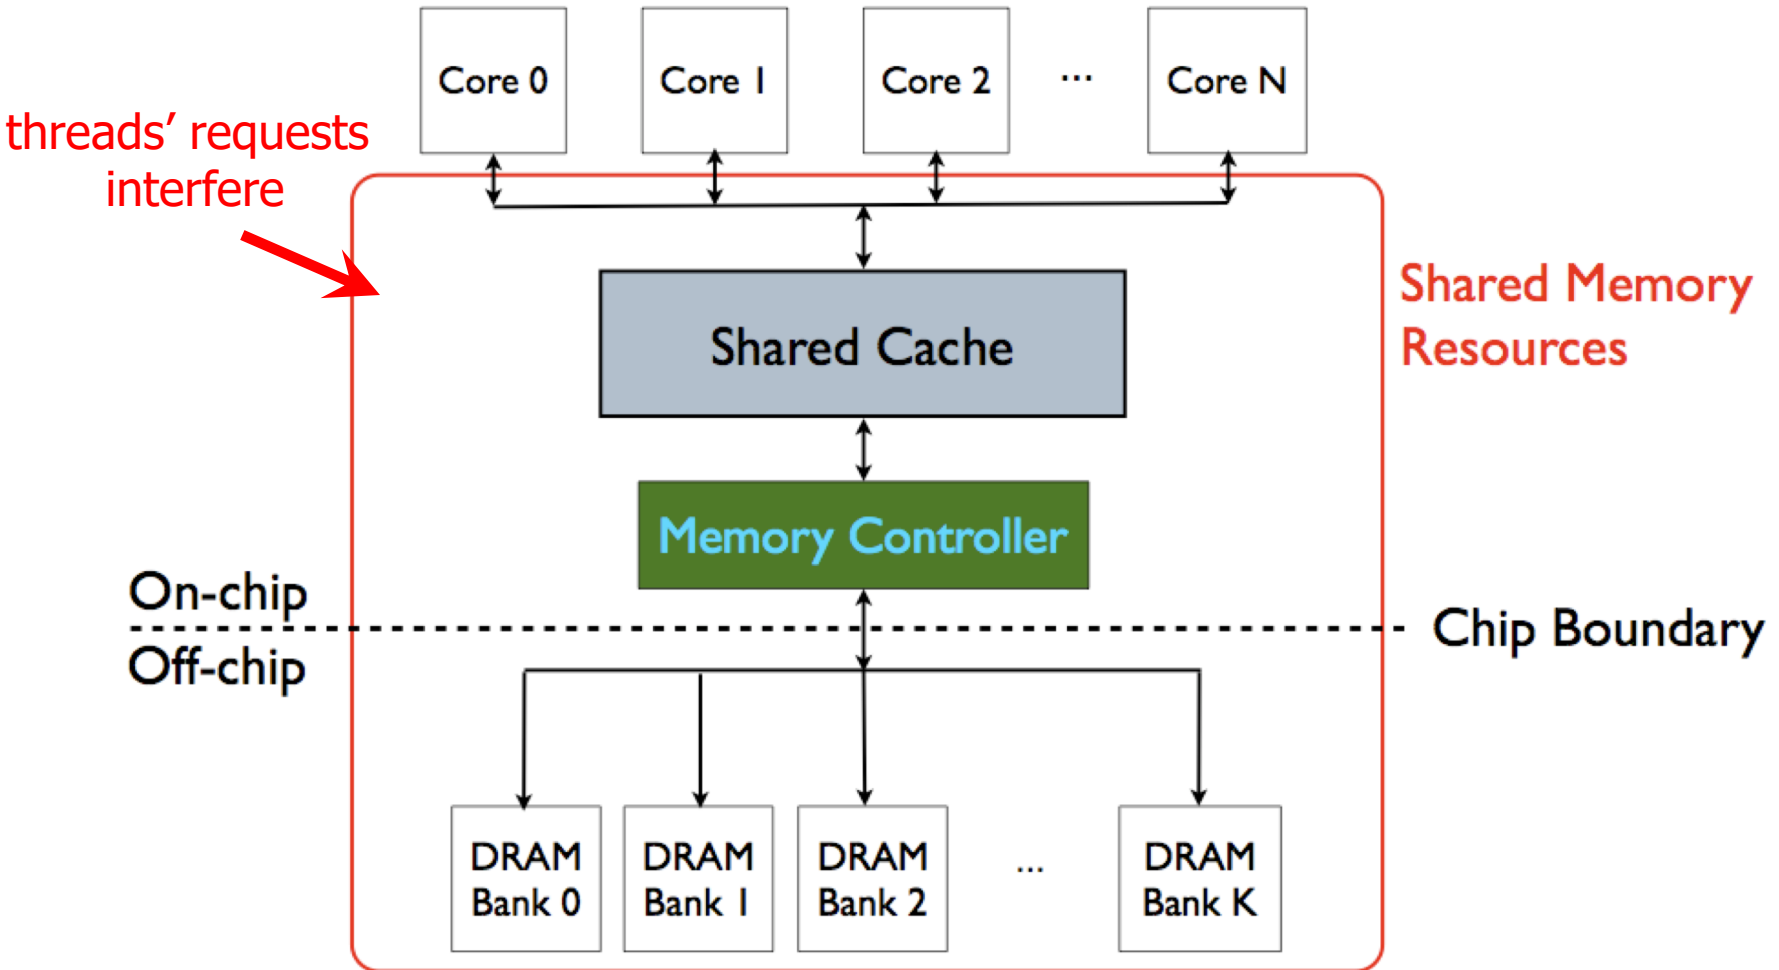 Core 0
Core 1
Core 2
...
Core N
threads’ requests
interfere
Shared Cache
Shared Memory
Resources
Memory Controller
On-chip
Off-chip
Chip Boundary
DRAM
Bank 0
DRAM
Bank 1
DRAM
Bank 2
...
DRAM
Bank K